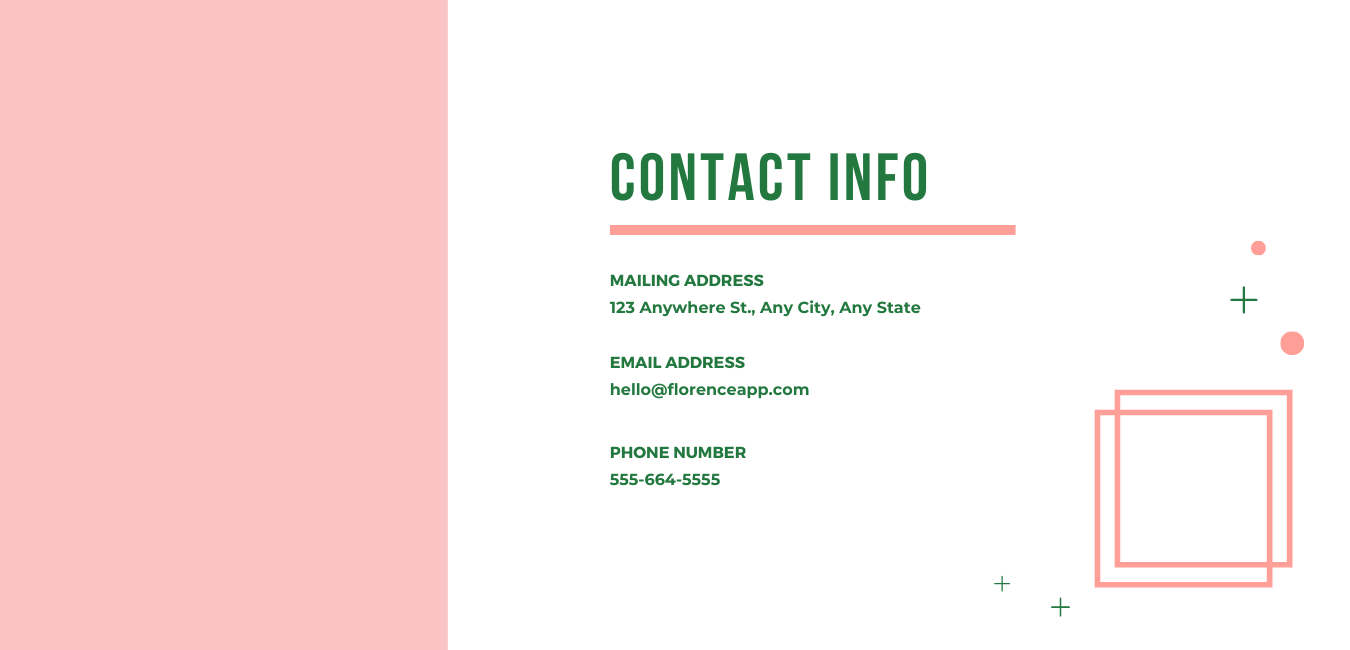 CONTACT INFO
MAILING ADDRESS
123 Anywhere St., Any City, Any State
EMAIL ADDRESS
hello@florenceapp.com
PHONE NUMBER
555-664-5555